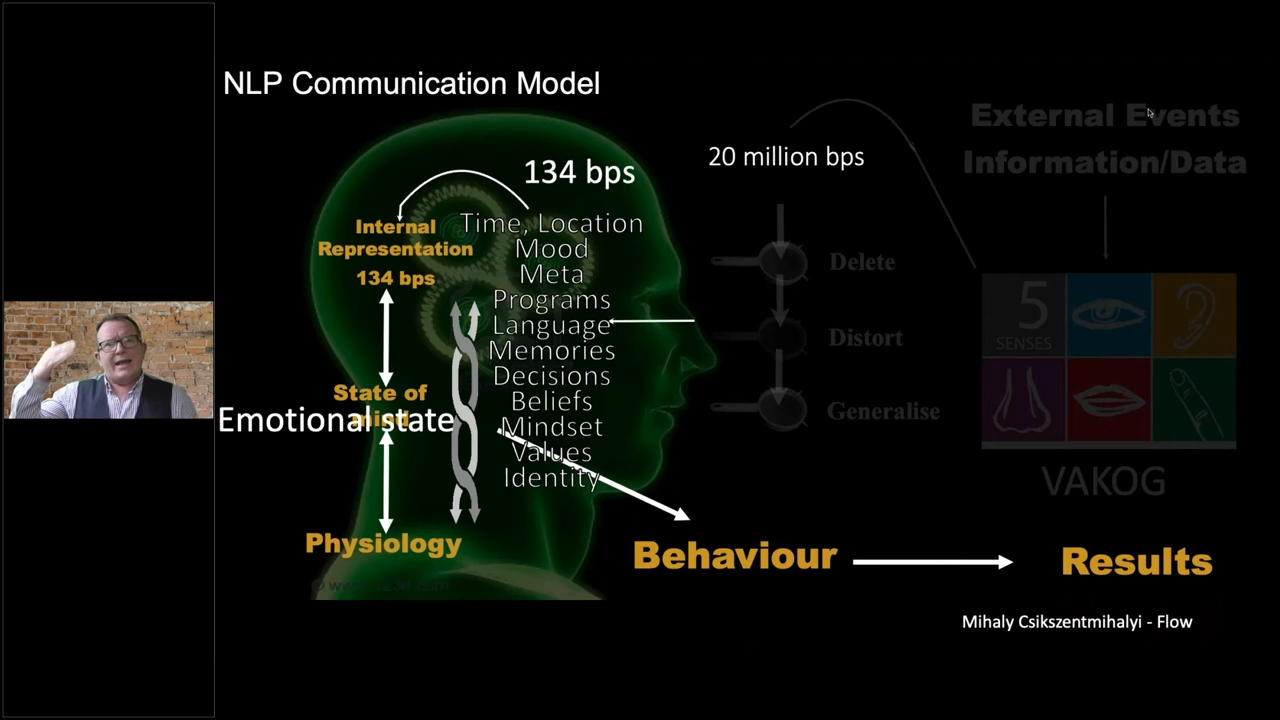 NLP Communication Model
External Events
Information/Data
20 million bps
134 bps
Internal
Representation
134 bps
Time, Location
Mood
Meta
Programs
Language
Memories
Decisions
Beliefs
Mindset
Values
Identity
Delete
Distort
Generalise
5
SENSES
VAKOG
State of
mind
Emotional state
Physiology
Behaviour
Results
Mihaly Csikszentmihalyi - Flow